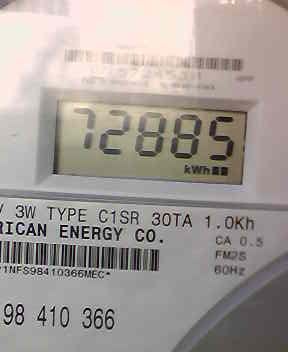 72885
kWh
V 3W TYPE C1SR 30TA 1.0Kh
RICAN ENERGY CO.
CA 0.5
FM2S
60Hz
1NFS98410366MEC*
98 410 366